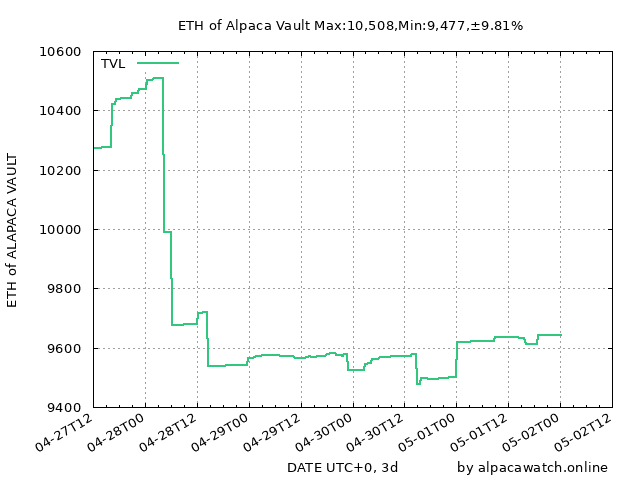 ETH of Alpaca Vault Max:10,508,Min:9,477,±9.81%
TVL
10600
10400
10200
10000
9800
9600
9400
ETH of ALAPACA VAULT
04-27T12
04-28T00
04-28T12
04-29T00
04-29T12
04-30T00
04-30T12
05-01T00
05-01T12
05-02T00
05-02T12
DATE UTC+0, 3d
by alpacawatch.online